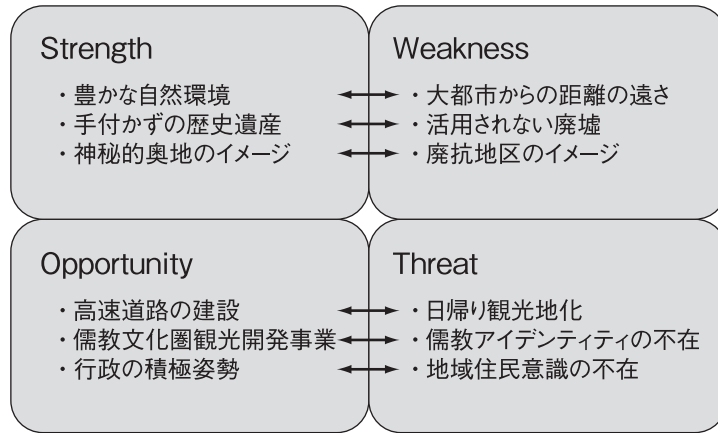 Strength
・豊かな自然環境
・手付かずの歴史遺産
・神秘的奥地のイメージ
Weakness
・大都市からの距離の遠さ
・活用されない廃墟
・廃坑地区のイメージ
Opportunity
・高速道路の建設
・儒教文化圏観光開発事業
・行政の積極姿勢
Threat
・日帰り観光地化
・儒教アイデンティティの不在
・地域住民意識の不在